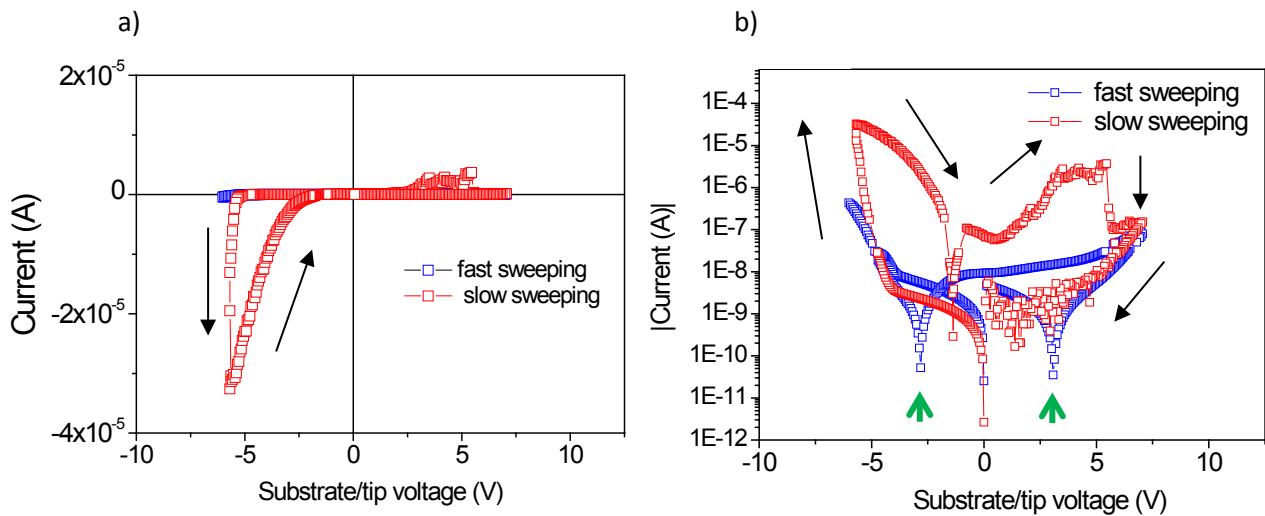 a)
2x10⁻⁵
0
-2x10⁻⁵
-4x10⁻⁵
Current (A)
fast sweeping
slow sweeping
-10
-5
0
5
10
Substrate/tip voltage (V)
b)
1E-4
1E-5
1E-6
1E-7
1E-8
1E-9
1E-10
1E-11
1E-12
|Current (A)|
fast sweeping
slow sweeping
-10
-5
0
5
10
Substrate/tip voltage (V)